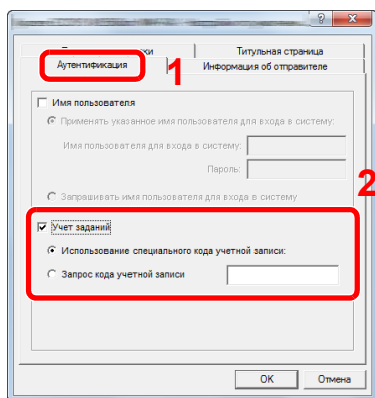 ?
X
Титульная страница
Аутентификация
1
Информация об отправителе
Имя пользователя
Применять указанное имя пользователя для входа в систему:
Имя пользователя для входа в систему:
Пароль:
2
Запрашивать имя пользователя для входа в систему
Учет заданий
Использование специального кода учетной записи:
Запрос кода учетной записи
OK
Отмена